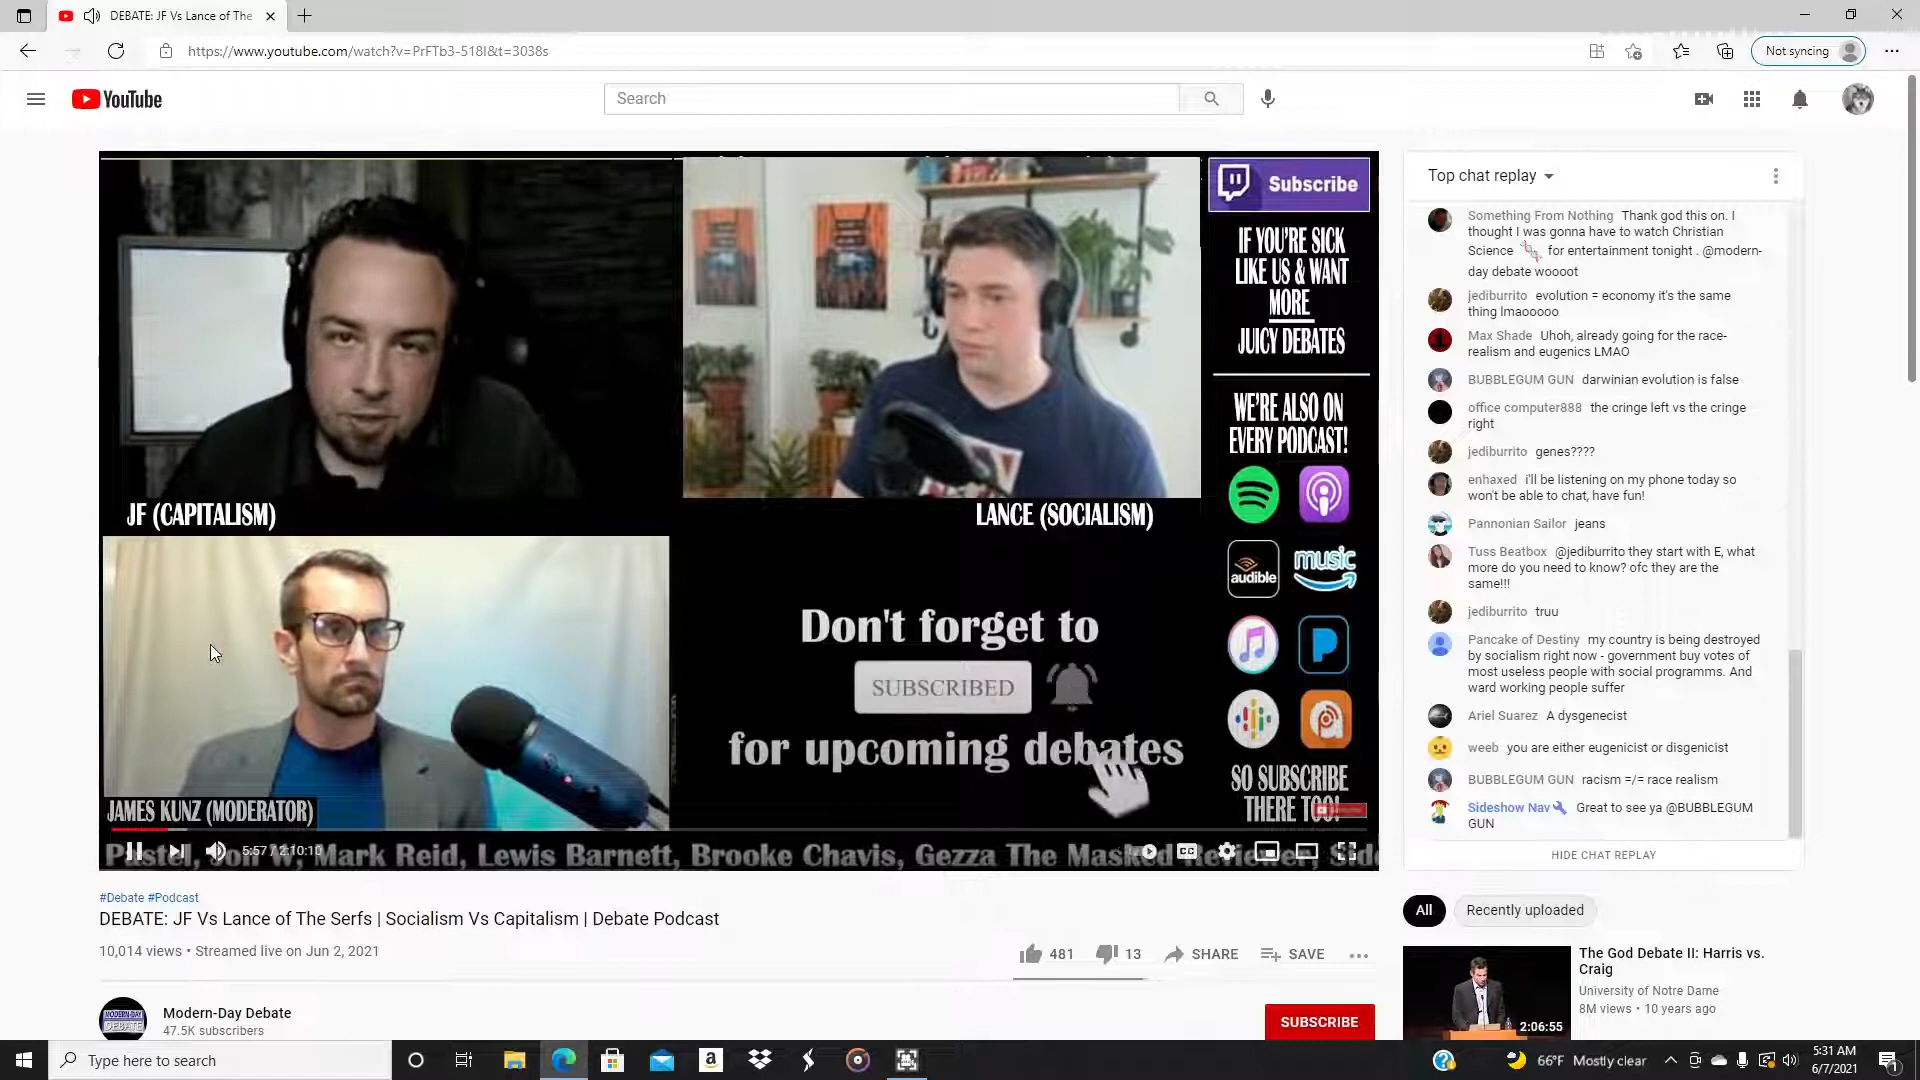 DEBATE: JF Vs Lance of The
https://www.youtube.com/watch?v=PrFTb3-518I&t=3038s
Not syncing
YouTube
Search
Subscribe
IF YOU'RE SICK
LIKE US & WANT
MORE
JUICY DEBATES
WE'RE ALSO ON
EVERY PODCAST!
audible
music
SO SUBSCRIBE
THERE TOO!
JF (CAPITALISM)
LANCE (SOCIALISM)
JAMES KUNZ (MODERATOR)
Don't forget to
SUBSCRIBED
for upcoming debates
5:57 / 2:10:10
Mark Reid, Lewis Barnett, Brooke Chavis, Gezza The Masked
CC
Top chat replay
Something From Nothing Thank god this on. I
thought I was gonna have to watch Christian
Science for entertainment tonight . @modern-
day debate woooot
jediburrito evolution = economy it's the same
thing lmaooooo
Max Shade Uhoh, already going for the race-
realism and eugenics LMAO
BUBBLEGUM GUN darwinian evolution is false
office computer888 the cringe left vs the cringe
right
jediburrito genes????
enhaxed i'll be listening on my phone today so
won't be able to chat, have fun!
Pannonian Sailor jeans
Tuss Beatbox @jediburrito they start with E, what
more do you need to know? ofc they are the
same!!!
jediburrito truu
Pancake of Destiny my country is being destroyed
by socialism right now - government buy votes of
most useless people with social programms. And
ward working people suffer
Ariel Suarez A dysgenecist
weeb you are either eugenicist or disgenicist
BUBBLEGUM GUN racism =/= race realism
Sideshow Nav Great to see ya @BUBBLEGUM
GUN
HIDE CHAT REPLAY
#Debate #Podcast
DEBATE: JF Vs Lance of The Serfs | Socialism Vs Capitalism | Debate Podcast
10,014 views • Streamed live on Jun 2, 2021
481
13
SHARE
SAVE
Modern-Day Debate
47.5K subscribers
SUBSCRIBE
MODERN-DAY
DEBATE
All
Recently uploaded
The God Debate II: Harris vs.
Craig
University of Notre Dame
8M views • 10 years ago
2:06:55
Type here to search
66°F Mostly clear
5:31 AM
6/7/2021
1